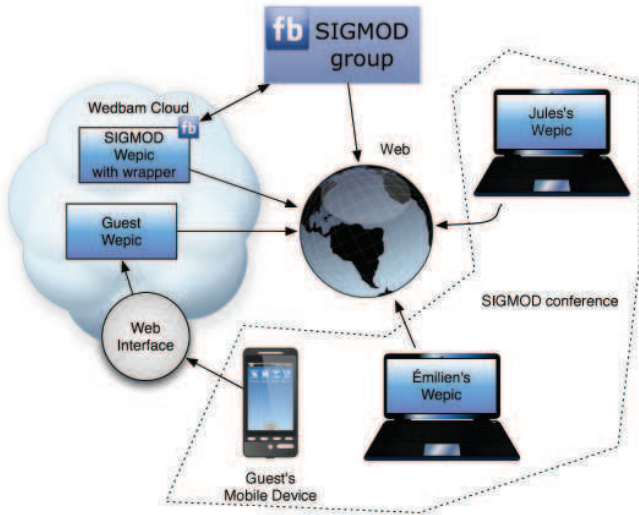 fb
SIGMOD
group
Wedbam Cloud
fb
SIGMOD
Wepic
with wrapper
Web
Jules's
Wepic
Guest
Wepic
SIGMOD conference
Web
Interface
Émilien's
Wepic
Guest's
Mobile Device